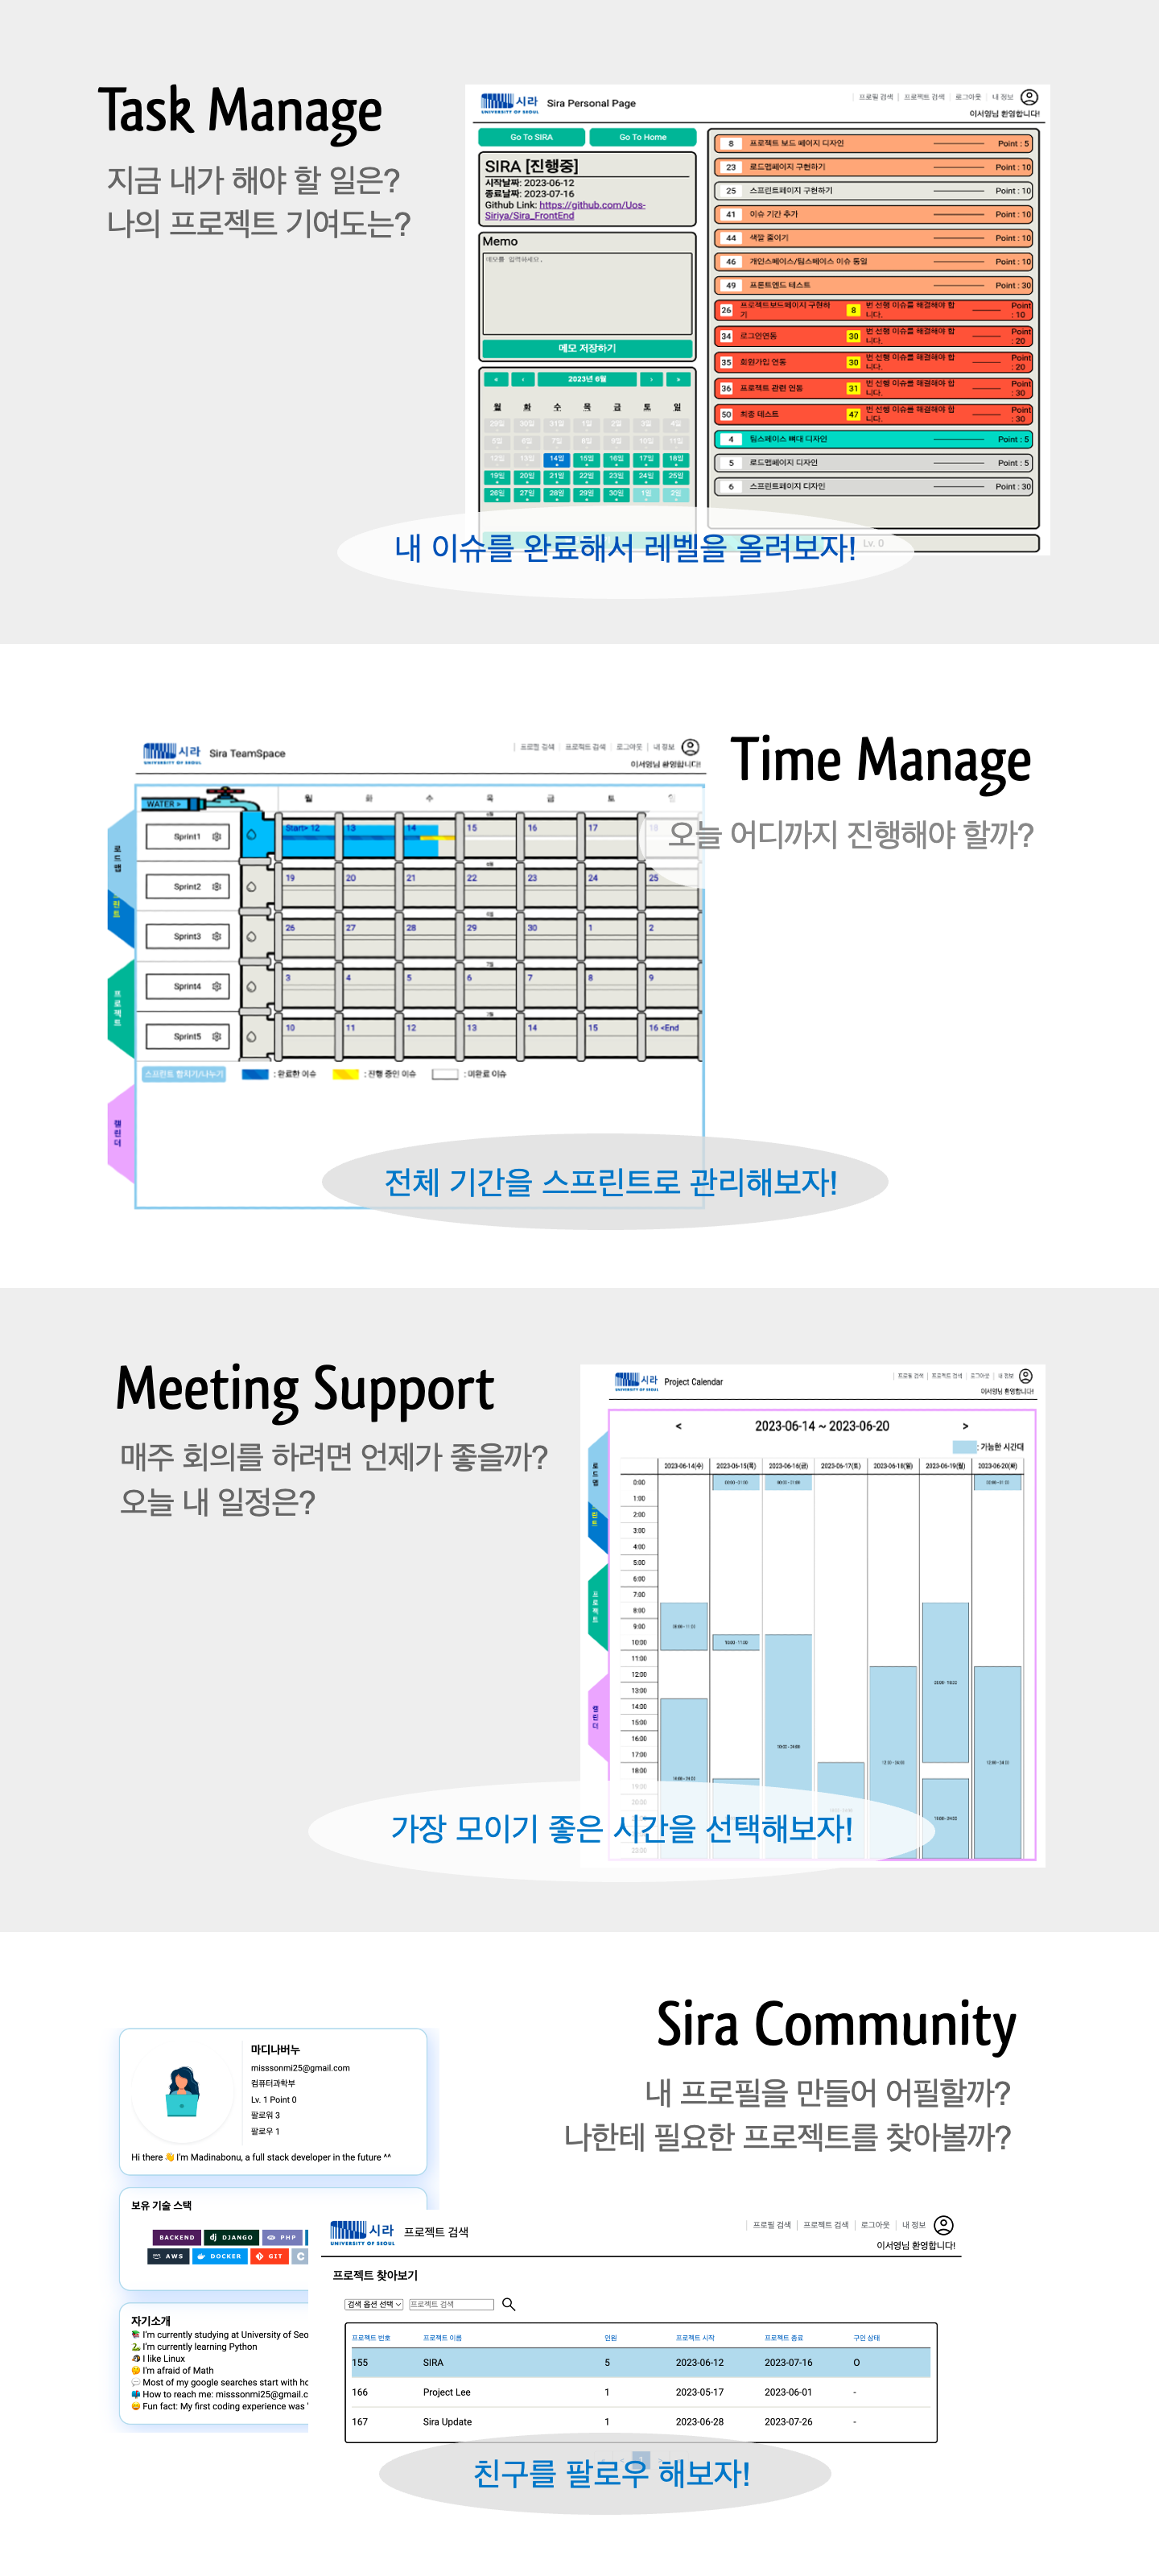 Task Manage
지금 내가 해야 할 일은?
나의 프로젝트 기여도는?
시라
UNIVERSITY OF SEOUL
Sira Personal Page
프로필 검색
프로젝트 검색
로그아웃
내 정보
이서영님 환영합니다!
Go To SIRA
Go To Home
SIRA [진행중]
시작날짜: 2023-06-12
종료날짜: 2023-07-16
Github Link: https://github.com/Uos-
Siriya/Sira_FrontEnd
Memo
메모를 입력하세요.
메모 저장하기
« ‹ 2023년 6월 › »
월 화 수 목 금 토 일
29일 30일 31일 1일 2일 3일 4일
5일 6일 7일 8일 9일 10일 11일
12일 13일 14일 15일 16일 17일 18일
19일 20일 21일 22일 23일 24일 25일
26일 27일 28일 29일 30일 1일 2일
8 프로젝트 보드 페이지 디자인 Point : 5
23 로드맵페이지 구현하기 Point : 10
25 스프린트페이지 구현하기 Point : 10
41 이슈 기간 추가 Point : 10
44 색깔 줄이기 Point : 10
46 개인스페이스/팀스페이스 이슈 통일 Point : 10
49 프론트엔드 테스트 Point : 30
26 프로젝트보드페이지 구현하기 8 번 선행 이슈를 해결해야 합니다. Point : 10
34 로그인연동 30 번 선행 이슈를 해결해야 합니다. Point : 20
35 회원가입 연동 30 번 선행 이슈를 해결해야 합니다. Point : 20
36 프로젝트 관련 연동 31 번 선행 이슈를 해결해야 합니다. Point : 30
50 최종 테스트 47 번 선행 이슈를 해결해야 합니다. Point : 30
4 팀스페이스 뼈대 디자인 Point : 5
5 로드맵페이지 디자인 Point : 5
6 스프린트페이지 디자인 Point : 30
Lv. 0
내 이슈를 완료해서 레벨을 올려보자!
Time Manage
오늘 어디까지 진행해야 할까?
시라
UNIVERSITY OF SEOUL
Sira TeamSpace
프로필 검색
프로젝트 검색
로그아웃
내 정보
이서영님 환영합니다!
WATER >
월 화 수 목 금 토 일
로드맵
린트
프로젝트
캘린더
Sprint1 Start> 12 13 14 15 16 17 18
Sprint2 19 20 21 22 23 24 25
Sprint3 26 27 28 29 30 1 2
Sprint4 3 4 5 6 7 8 9
Sprint5 10 11 12 13 14 15 16 <End
스프린트 합치기/나누기
: 완료한 이슈
: 진행 중인 이슈
: 미완료 이슈
전체 기간을 스프린트로 관리해보자!
Meeting Support
매주 회의를 하려면 언제가 좋을까?
오늘 내 일정은?
시라
UNIVERSITY OF SEOUL
Project Calendar
프로필 검색
프로젝트 검색
로그아웃
내 정보
이서영님 환영합니다!
< 2023-06-14 ~ 2023-06-20 >
: 가능한 시간대
로드맵
린트
프로젝트
캘린더
2023-06-14(수) 2023-06-15(목) 2023-06-16(금) 2023-06-17(토) 2023-06-18(일) 2023-06-19(월) 2023-06-20(화)
0:00
1:00
2:00
3:00
4:00
5:00
6:00
7:00
8:00
9:00
10:00
11:00
12:00
13:00
14:00
15:00
16:00
17:00
18:00
19:00
20:00
23:00
가장 모이기 좋은 시간을 선택해보자!
Sira Community
내 프로필을 만들어 어필할까?
나한테 필요한 프로젝트를 찾아볼까?
마디나버누
misssonmi25@gmail.com
컴퓨터과학부
Lv. 1 Point 0
팔로워 3
팔로우 1
Hi there 👋 I'm Madinabonu, a full stack developer in the future ^^
보유 기술 스택
BACKEND
dj DJANGO
PHP
AWS
DOCKER
GIT
C
자기소개
I'm currently studying at University of Seo
I'm currently learning Python
I like Linux
I'm afraid of Math
Most of my google searches start with ho
How to reach me: misssonmi25@gmail.c
Fun fact: My first coding experience was
시라
UNIVERSITY OF SEOUL
프로젝트 검색
프로필 검색
프로젝트 검색
로그아웃
내 정보
이서영님 환영합니다!
프로젝트 찾아보기
검색 옵션 선택
프로젝트 검색
프로젝트 번호 프로젝트 이름 인원 프로젝트 시작 프로젝트 종료 구인 상태
155 SIRA 5 2023-06-12 2023-07-16 O
166 Project Lee 1 2023-05-17 2023-06-01 -
167 Sira Update 1 2023-06-28 2023-07-26 -
친구를 팔로우 해보자!